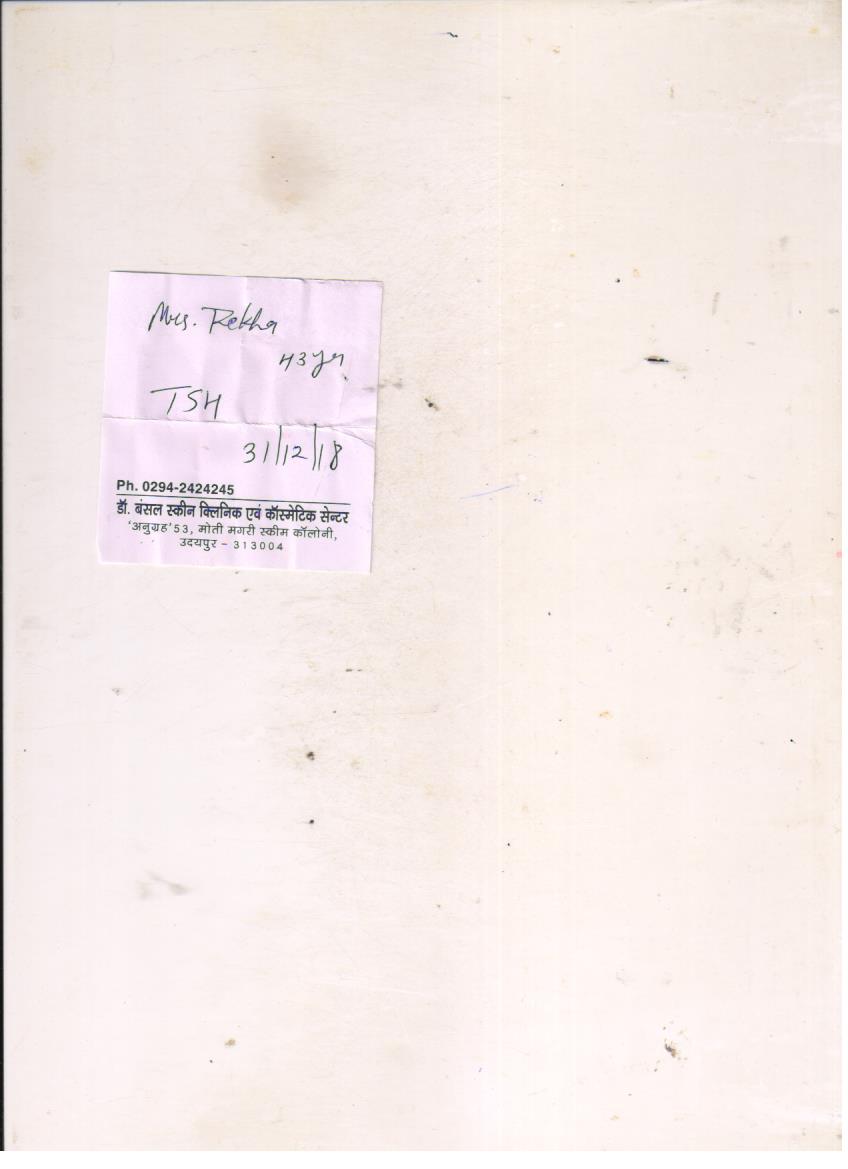 Mrs. Rekha
43 yr
TSH
31/12/18
Ph. 0294-2424245
डॉ. बंसल स्कीन क्लिनिक एवं कॉस्मेटिक सेन्टर
'अनुग्रह' 53, मोती मगरी स्कीम कॉलोनी,
उदयपुर - 313004